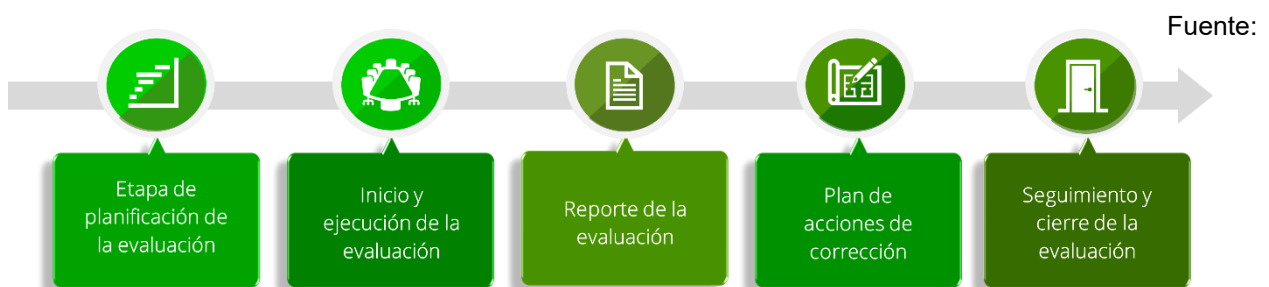 Fuente:
Etapa de
planificación de
la evaluación
Inicio y
ejecución de la
evaluación
Reporte de la
evaluación
Plan de
acciones de
corrección
Seguimiento y
cierre de la
evaluación